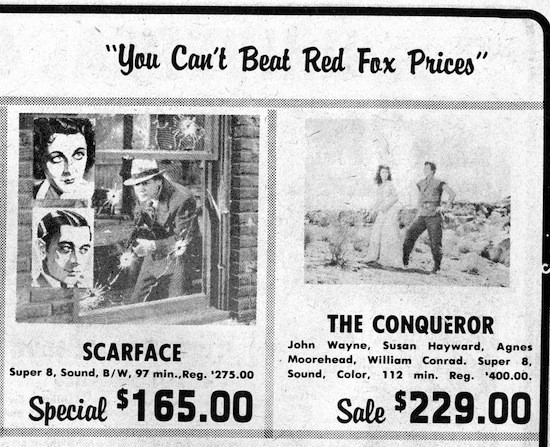 "You Can't Beat Red Fox Prices"
SCARFACE
Super 8, Sound, B/W, 97 min.,Reg. '275.00
Special $165.00
THE CONQUEROR
John Wayne, Susan Hayward, Agnes
Moorehead, William Conrad. Super 8,
Sound, Color, 112 min. Reg. '400.00.
Sale $229.00